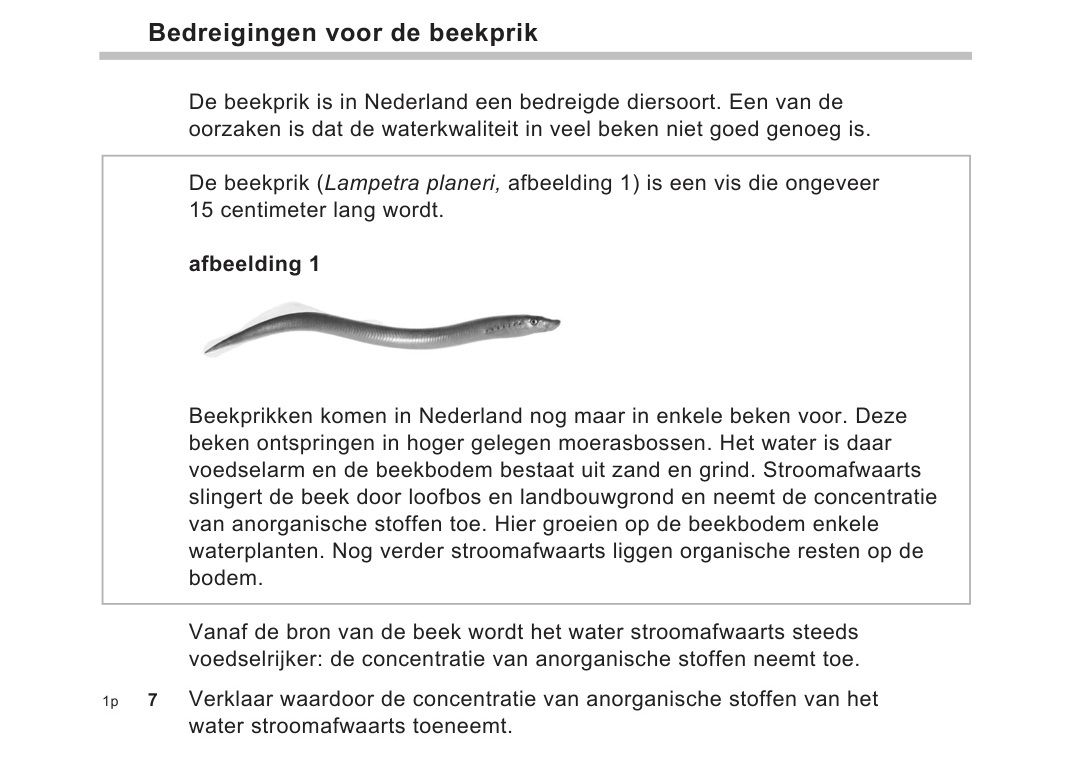 Bedreigingen voor de beekprik
De beekprik is in Nederland een bedreigde diersoort. Een van de
oorzaken is dat de waterkwaliteit in veel beken niet goed genoeg is.
De beekprik (Lampetra planeri, afbeelding 1) is een vis die ongeveer
15 centimeter lang wordt.
afbeelding 1
Beekprikken komen in Nederland nog maar in enkele beken voor. Deze
beken ontspringen in hoger gelegen moerasbossen. Het water is daar
voedselarm en de beekbodem bestaat uit zand en grind. Stroomafwaarts
slingert de beek door loofbos en landbouwgrond en neemt de concentratie
van anorganische stoffen toe. Hier groeien op de beekbodem enkele
waterplanten. Nog verder stroomafwaarts liggen organische resten op de
bodem.
Vanaf de bron van de beek wordt het water stroomafwaarts steeds
voedselrijker: de concentratie van anorganische stoffen neemt toe.
1p 7 Verklaar waardoor de concentratie van anorganische stoffen van het
water stroomafwaarts toeneemt.